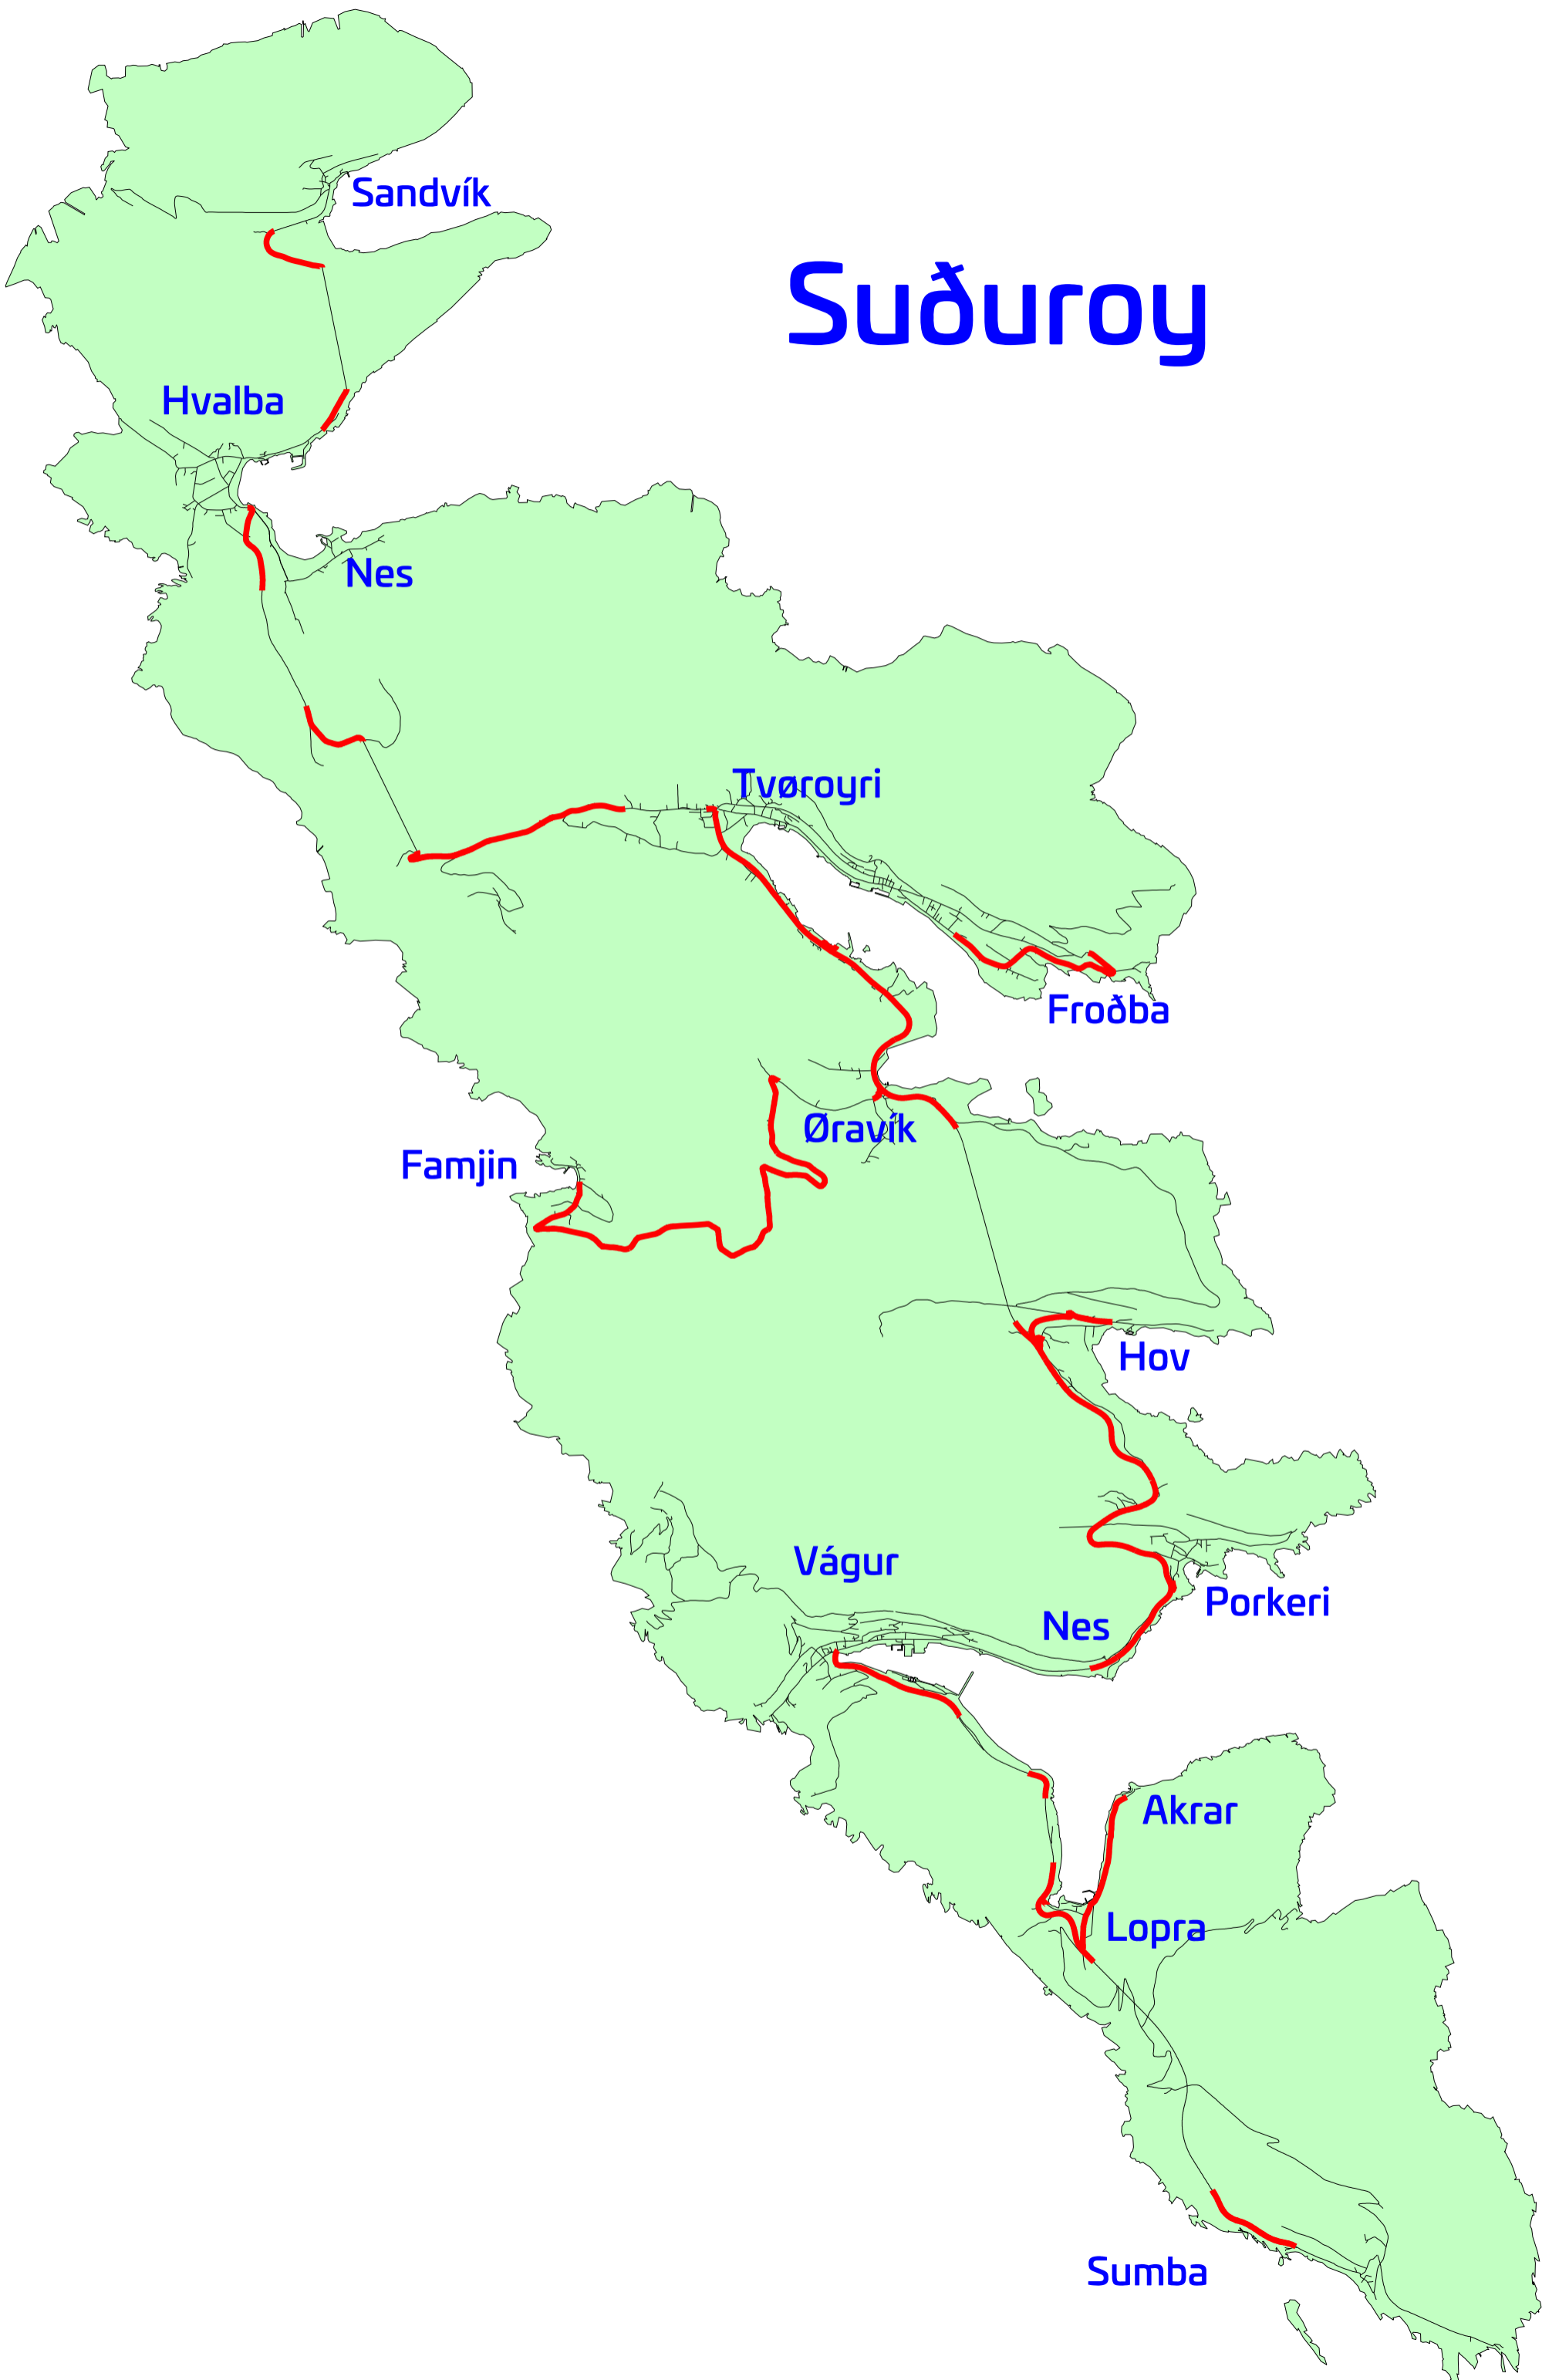 Sandvík
Suðuroy
Hvalba
Nes
Tvøroyri
Froðba
Øravík
Famjin
Hov
Vágur
Porkeri
Nes
Akrar
Lopra
Sumba